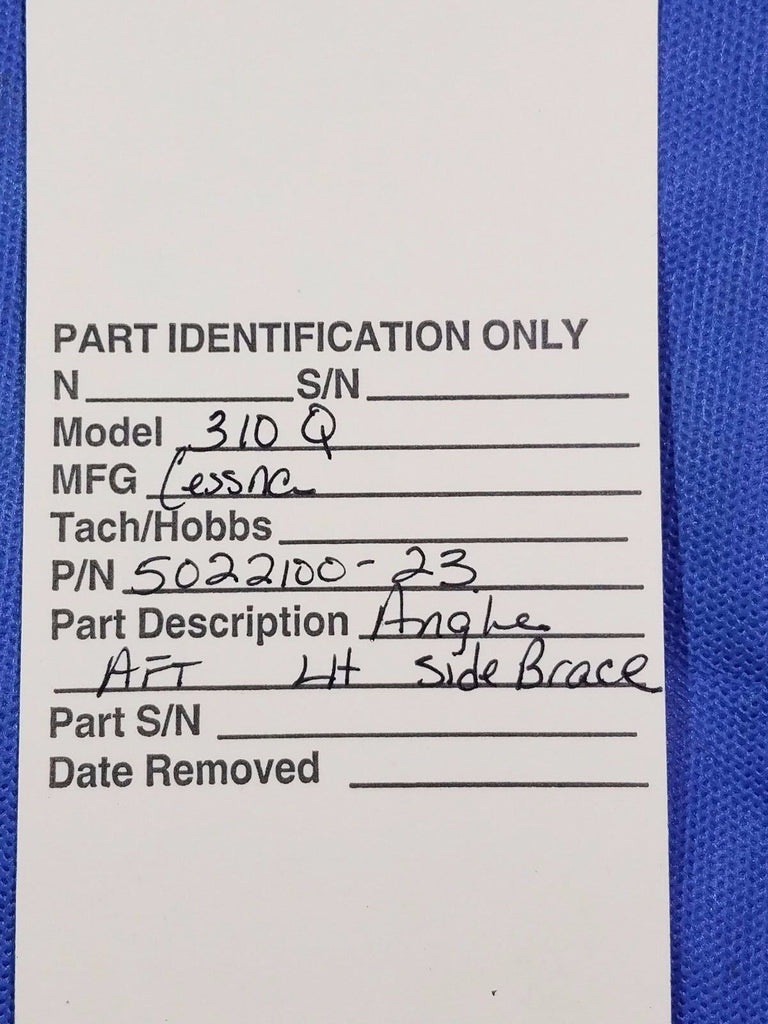 PART IDENTIFICATION ONLY
N S/N
Model 310 Q
MFG Cessna
Tach/Hobbs
P/N 5022100-23
Part Description Angle
AFT LH Side Brace
Part S/N
Date Removed